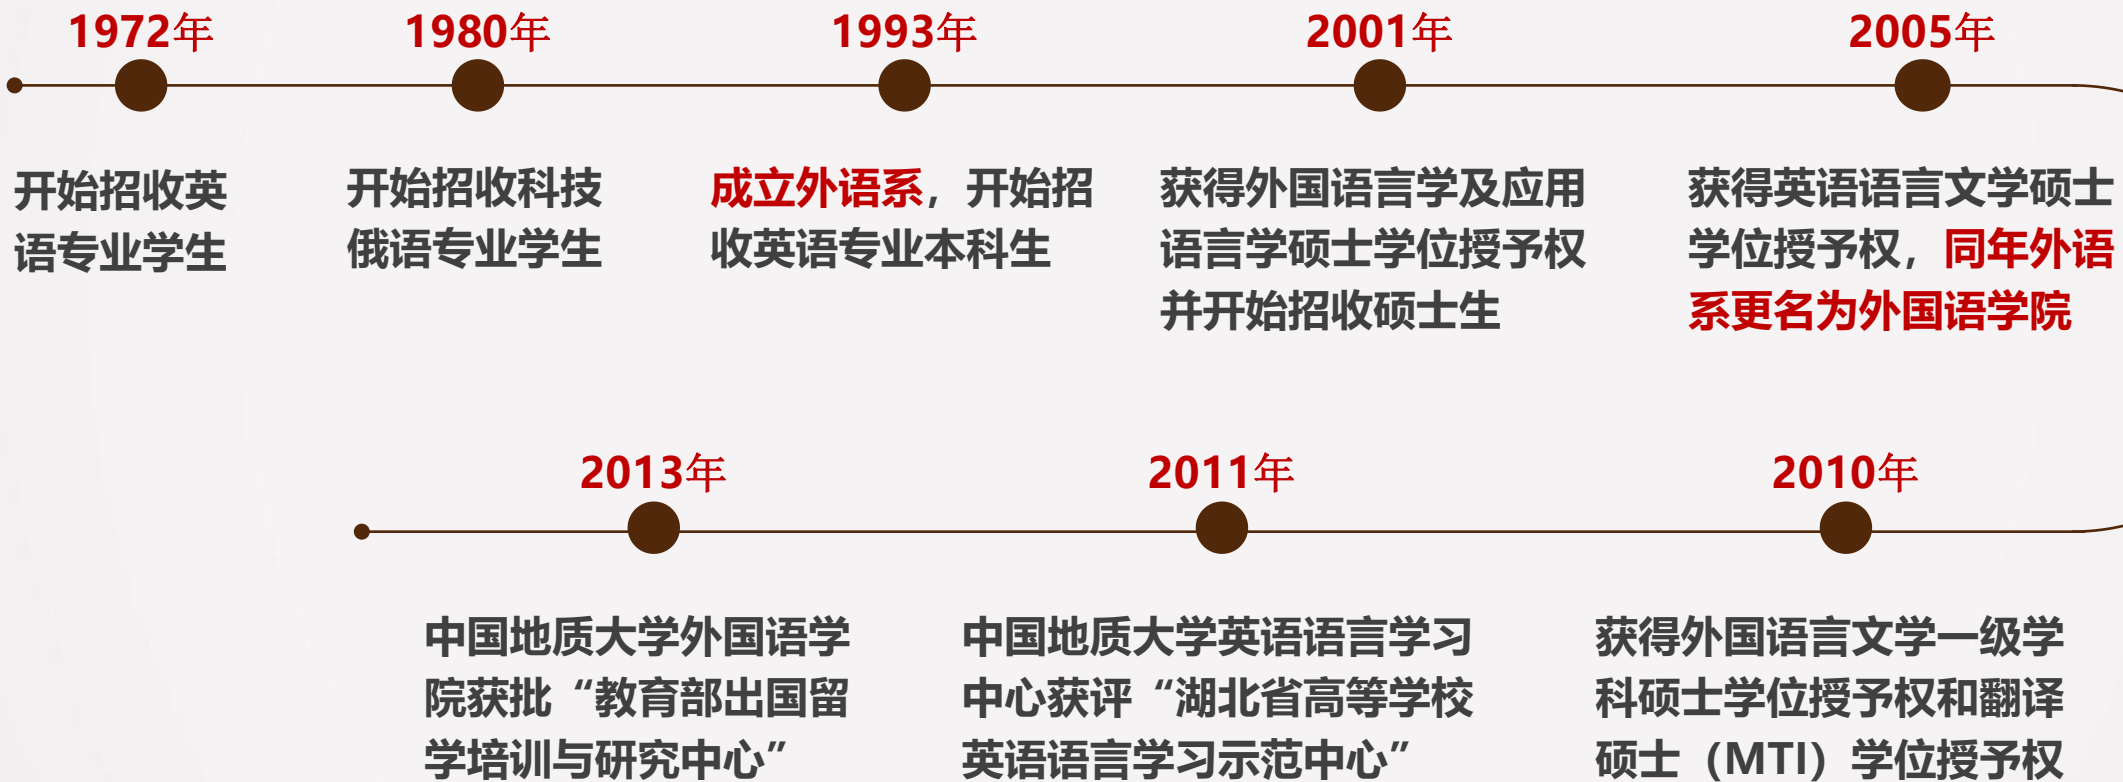 1972年
开始招收英
语专业学生
1980年
开始招收科技
俄语专业学生
1993年
成立外语系，开始招
收英语专业本科生
2001年
获得外国语言学及应用
语言学硕士学位授予权
并开始招收硕士生
2005年
获得英语语言文学硕士
学位授予权，同年外语
系更名为外国语学院
2010年
获得外国语言文学一级学
科硕士学位授予权和翻译
硕士（MTI）学位授予权
2011年
中国地质大学英语语言学习
中心获评“湖北省高等学校
英语语言学习示范中心”
2013年
中国地质大学外国语学
院获批“教育部出国留
学培训与研究中心”